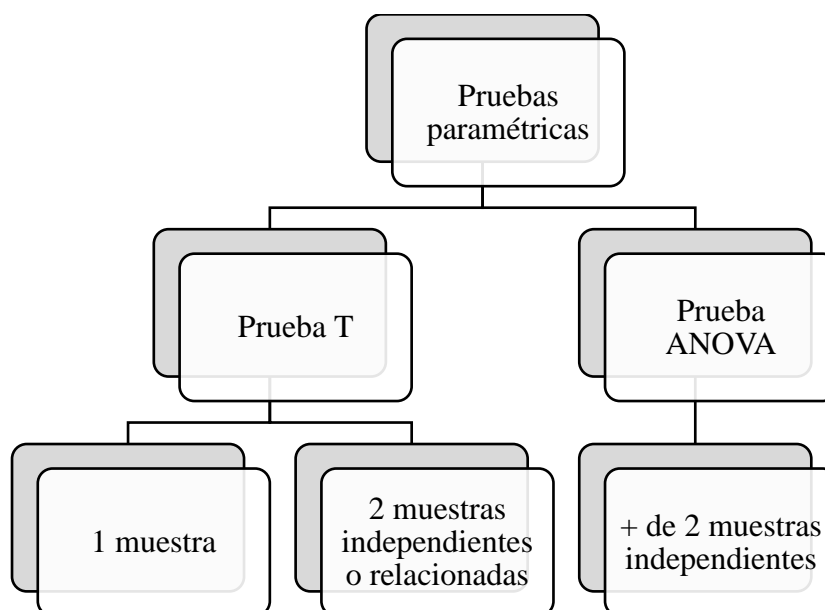 Pruebas
paramétricas
Prueba T
Prueba
ANOVA
1 muestra
2 muestras
independientes
o relacionadas
+ de 2 muestras
independientes